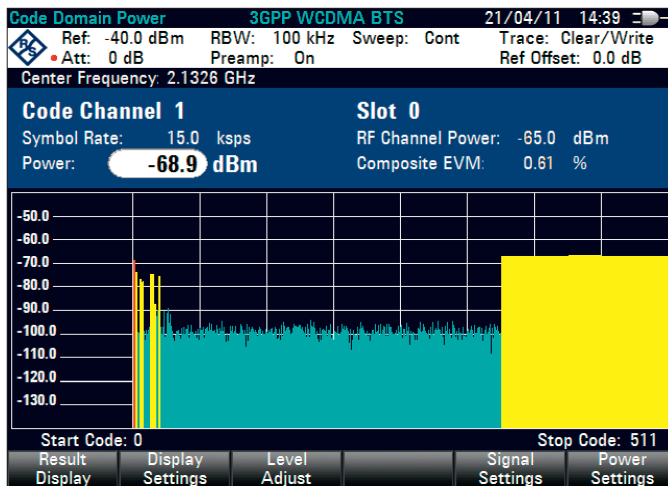 Code Domain Power 3GPP WCDMA BTS 21/04/11 14:39
R&S Ref: -40.0 dBm RBW: 100 kHz Sweep: Cont Trace: Clear/Write
Att: 0 dB Preamp: On Ref Offset: 0.0 dB
Center Frequency: 2.1326 GHz
Code Channel 1 Slot 0
Symbol Rate: 15.0 ksps RF Channel Power: -65.0 dBm
Power: -68.9 dBm Composite EVM: 0.61 %
-50.0
-60.0
-70.0
-80.0
-90.0
-100.0
-110.0
-120.0
-130.0
Start Code: 0 Stop Code: 511
Result Display Display Settings Level Adjust Signal Settings Power Settings